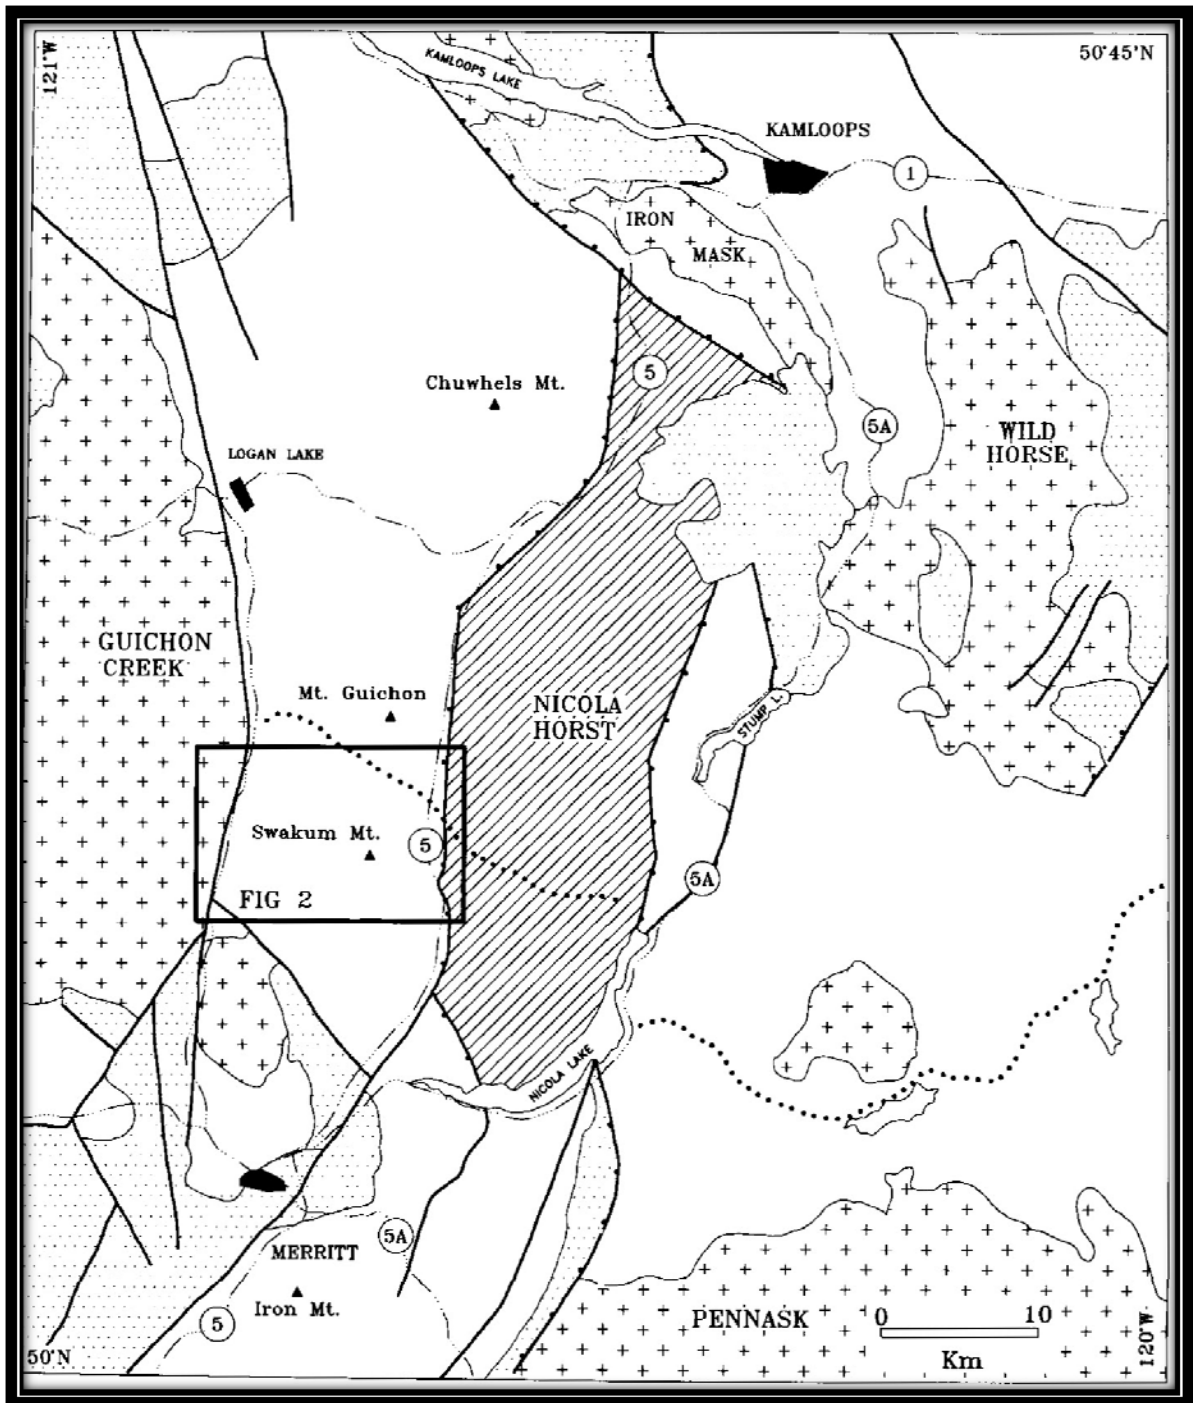 121°W
50°45'N
KAMLOOPS LAKE
KAMLOOPS
1
IRON
MASK
5
Chuwhels Mt.
5A
WILD
HORSE
LOGAN LAKE
GUICHON
CREEK
Mt. Guichon
NICOLA
HORST
STUMP L.
Swakum Mt.
5
5A
FIG 2
NICOLA LAKE
5A
MERRITT
Iron Mt.
5
PENNASK
0 10
Km
50°N
120°W